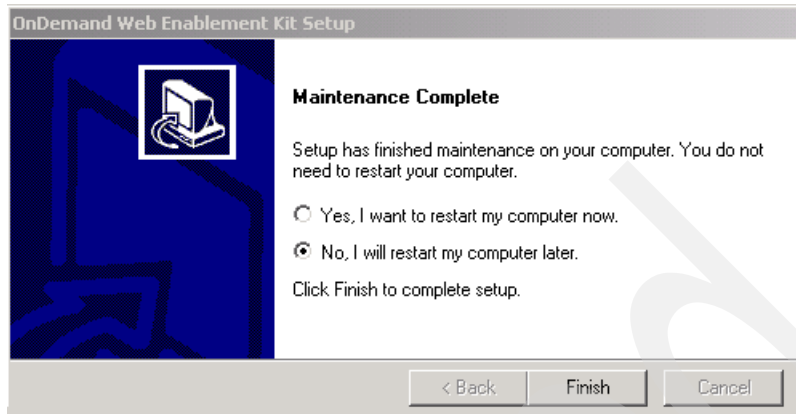 OnDemand Web Enablement Kit Setup
Maintenance Complete
Setup has finished maintenance on your computer. You do not
need to restart your computer.
Yes, I want to restart my computer now.
No, I will restart my computer later.
Click Finish to complete setup.
< Back Finish Cancel